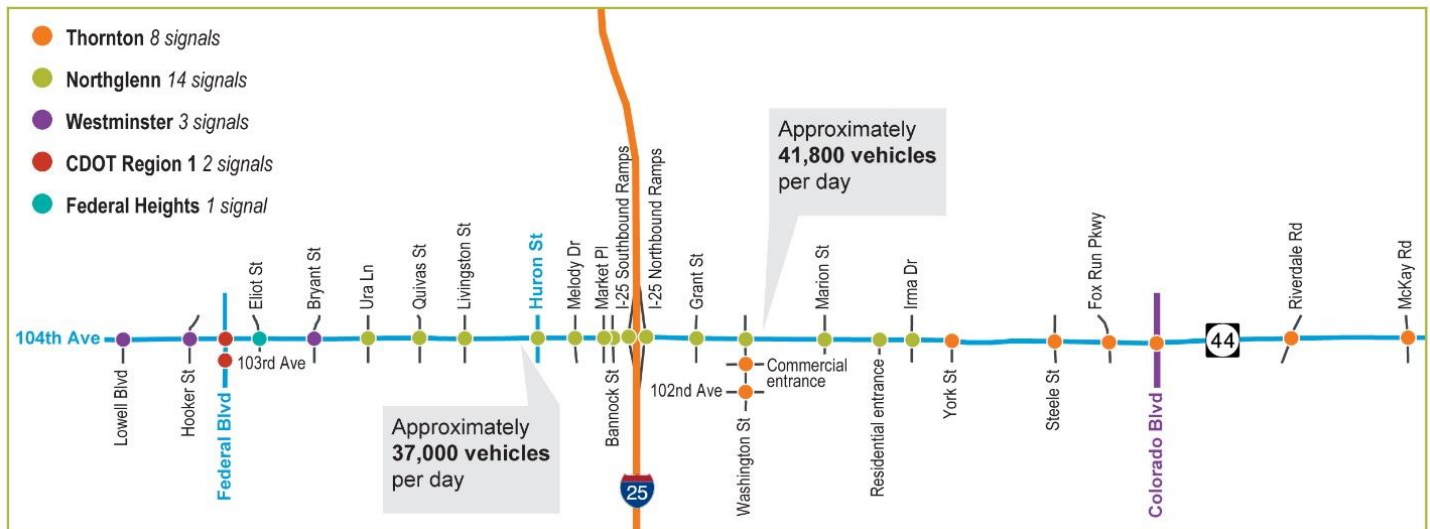 Thornton 8 signals
Northglenn 14 signals
Westminster 3 signals
CDOT Region 1 2 signals
Federal Heights 1 signal
Approximately
41,800 vehicles
per day
104th Ave
Lowell Blvd
Hooker St
Federal Blvd
103rd Ave
Eliot St
Bryant St
Ura Ln
Quivas St
Livingston St
Huron St
Melody Dr
Market Pl
Bannock St
I-25 Southbound Ramps
I-25 Northbound Ramps
Grant St
Commercial
entrance
102nd Ave
Washington St
Marion St
Residential entrance
Irma Dr
York St
Steele St
Fox Run Pkwy
Colorado Blvd
44
Riverdale Rd
McKay Rd
Approximately
37,000 vehicles
per day
25